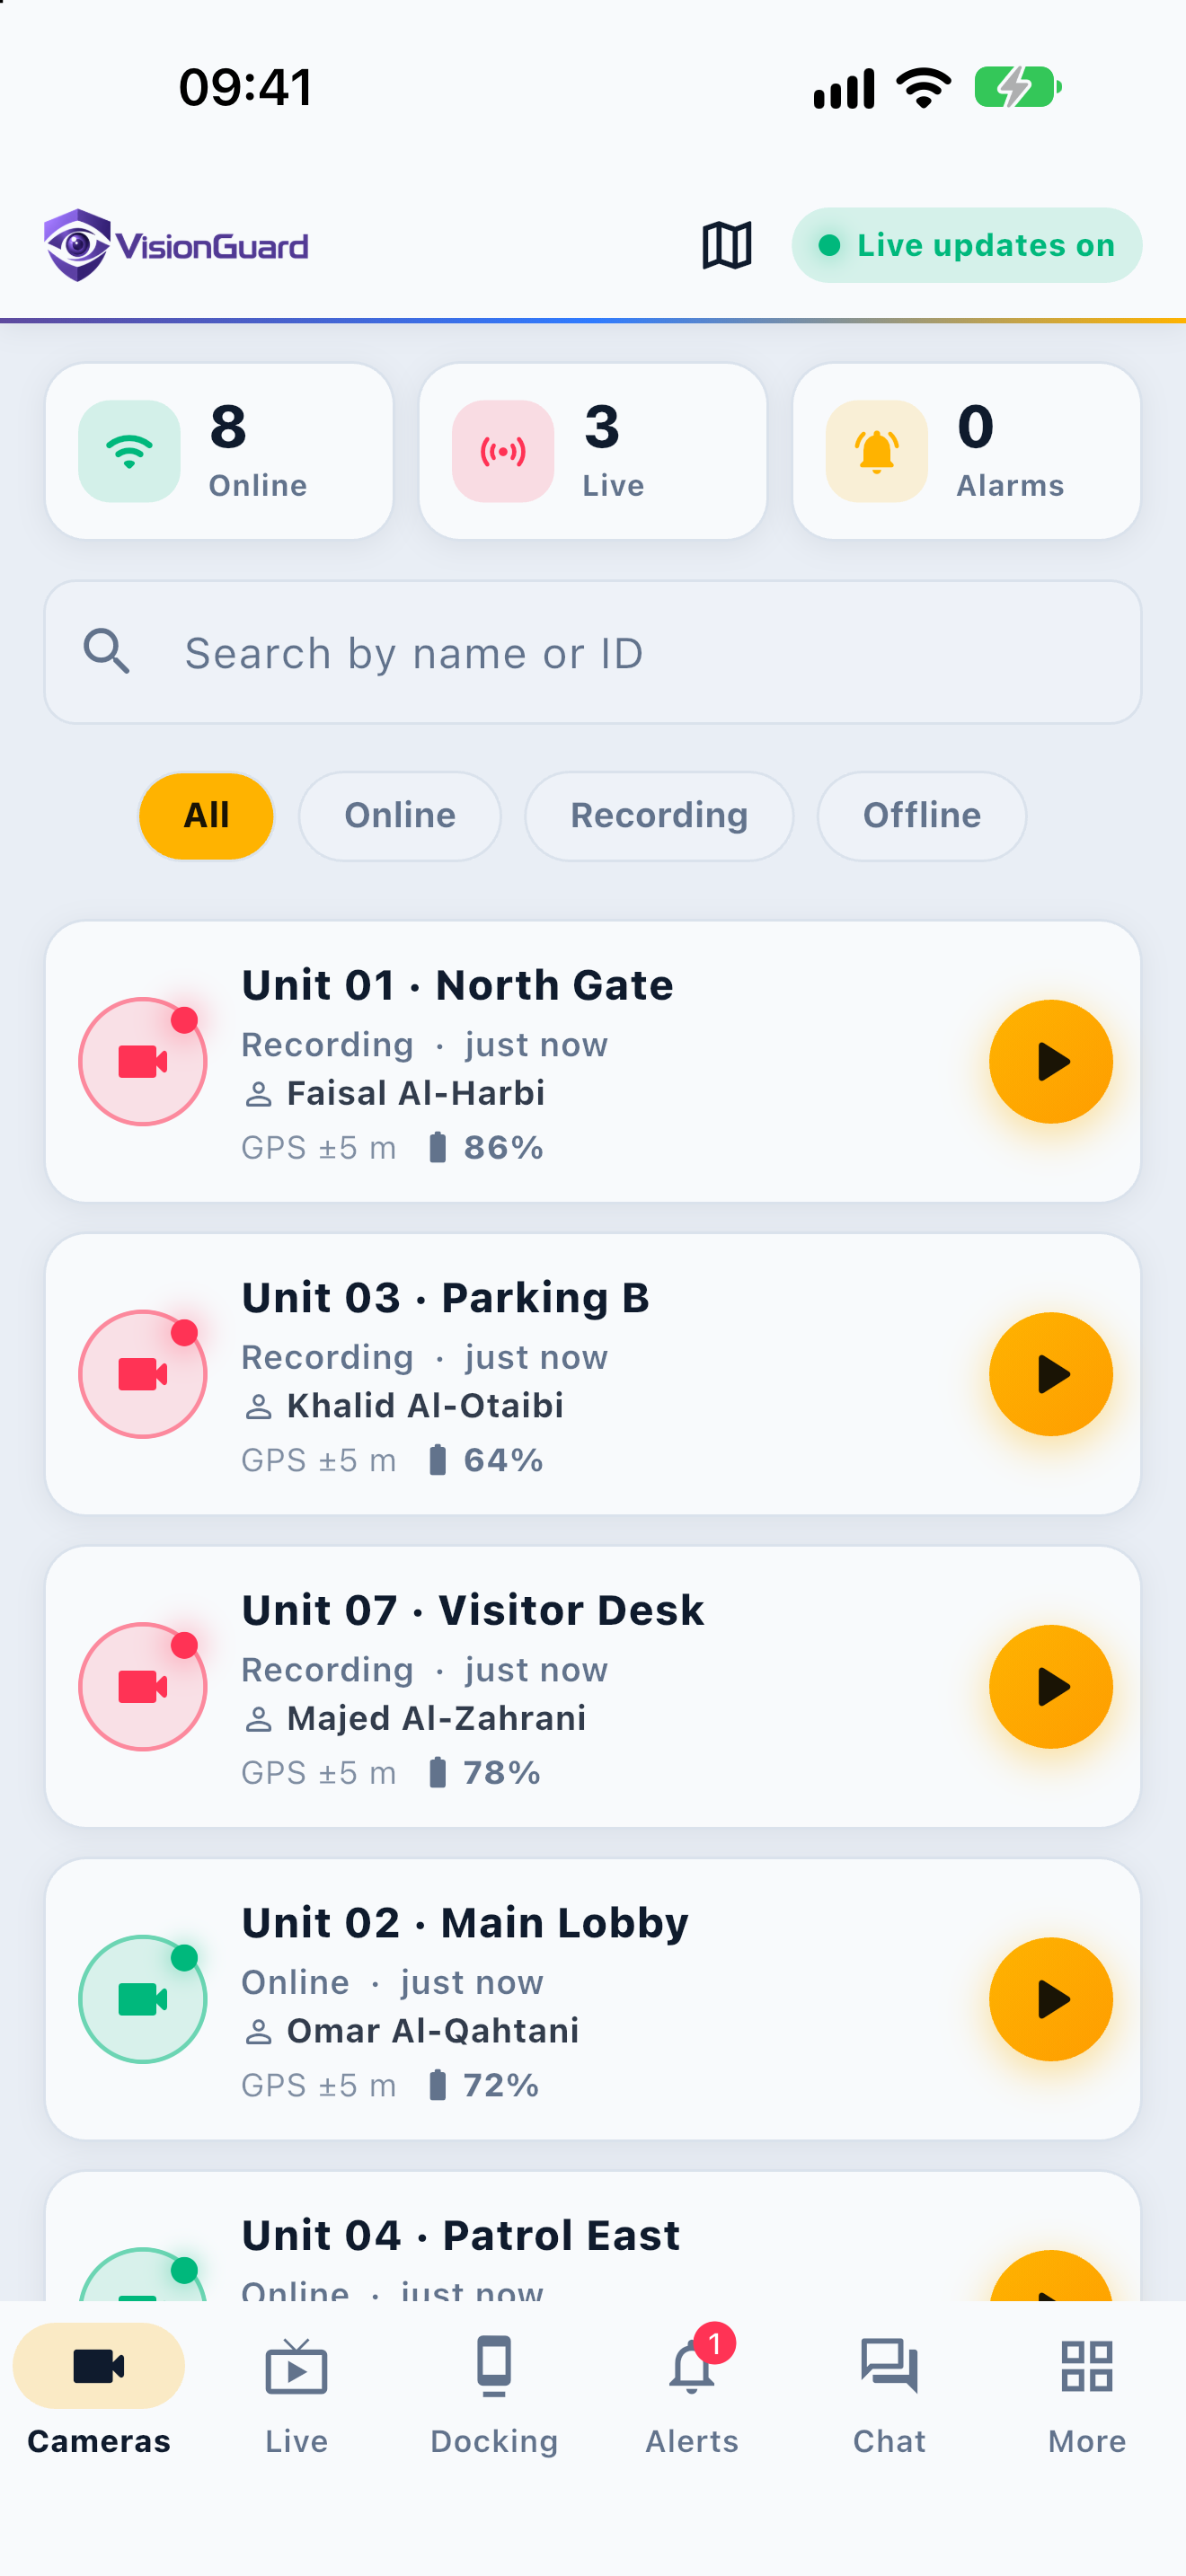 09:41
VisionGuard
Live updates on
8
Online
3
Live
0
Alarms
Search by name or ID
All
Online
Recording
Offline
Unit 01 · North Gate
Recording · just now
Faisal Al-Harbi
GPS ±5 m 86%
Unit 03 · Parking B
Recording · just now
Khalid Al-Otaibi
GPS ±5 m 64%
Unit 07 · Visitor Desk
Recording · just now
Majed Al-Zahrani
GPS ±5 m 78%
Unit 02 · Main Lobby
Online · just now
Omar Al-Qahtani
GPS ±5 m 72%
Unit 04 · Patrol East
Online · just now
1
Cameras
Live
Docking
Alerts
Chat
More